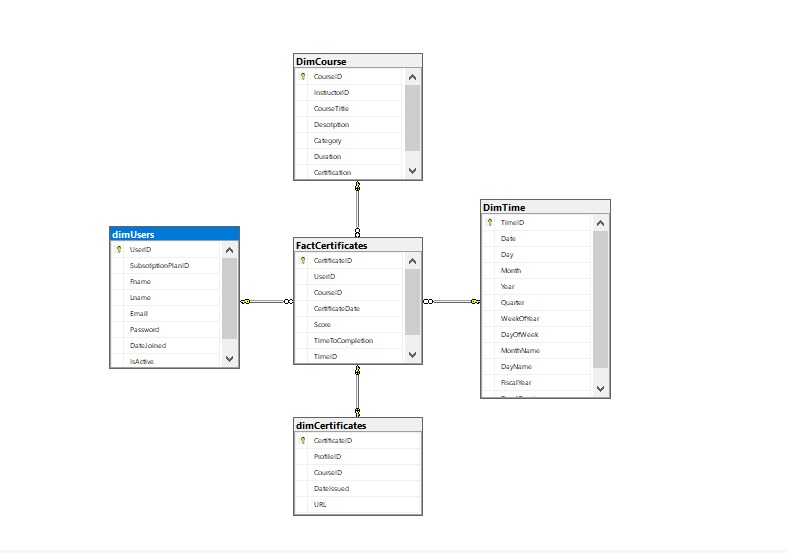 DimCourse
CourseID
InstructorID
CourseTitle
Description
Category
Duration
Certification
DimTime
TimeID
Date
Day
Month
Year
Quarter
WeekOfYear
DayOfWeek
MonthName
DayName
FiscalYear
dimUsers
UserID
SubscriptionPlanID
Fname
Lname
Email
Password
DateJoined
IsActive
FactCertificates
CertificateID
UserID
CourseID
CertificateDate
Score
TimeToCompletion
TimeID
dimCertificates
CertificateID
ProfileID
CourseID
DateIssued
URL